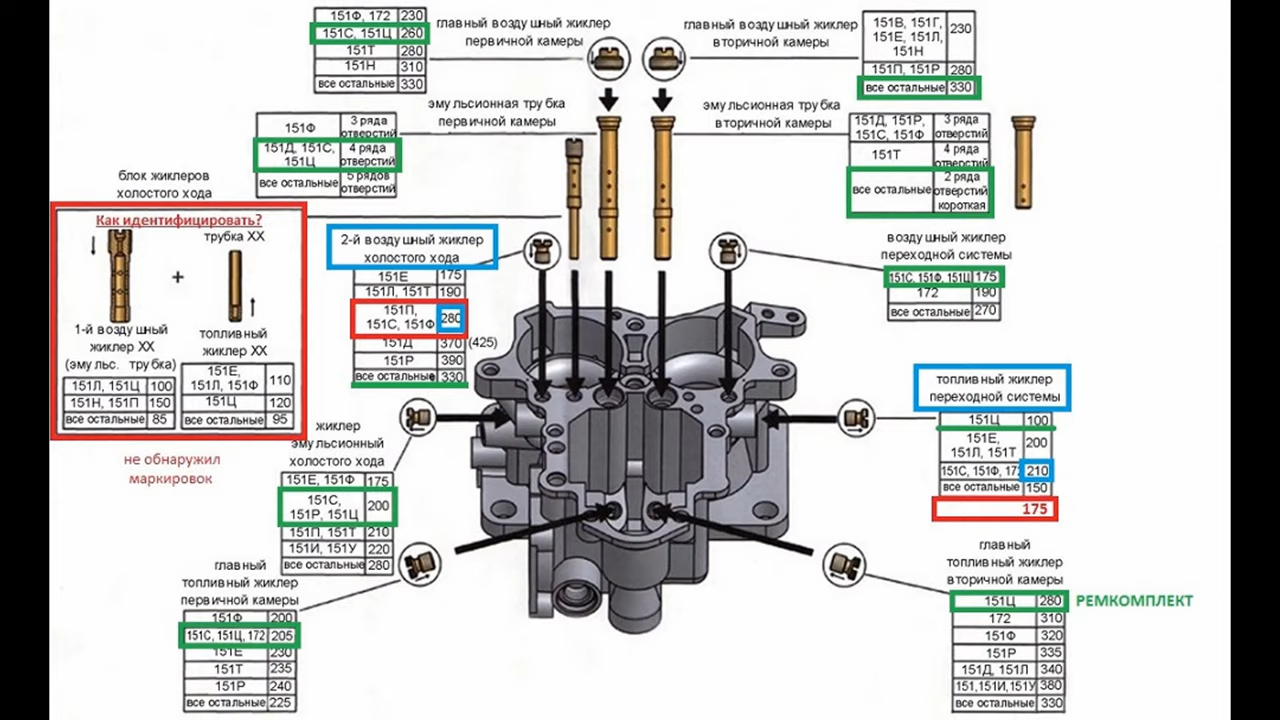 151Ф, 172 230
151С, 151Ц 260
151Т 280
151Н 310
все остальные 330
главный воздушный жиклер
первичной камеры
главный воздушный жиклер
вторичной камеры
151В, 151Г,
151Е, 151Л,
151Н 230
151П, 151Р 280
все остальные 330
эмульсионная трубка
первичной камеры
151Ф 3 ряда
отверстий
151Д, 151С,
151Ц 4 ряда
отверстий
все остальные 5 рядов
отверстий
эмульсионная трубка
вторичной камеры
151Д, 151Р,
151С, 151Ф 3 ряда
отверстий
151Т 4 ряда
отверстий
все остальные 2 ряда
отверстий
короткая
блок жиклеров
холостого хода
Как идентифицировать?
трубка ХХ
+
1-й воздушный
жиклер ХХ
(эмульс. трубка)
151Л, 151Ц 100
151Н, 151П 150
все остальные 85
топливный
жиклер ХХ
151Е,
151Л, 151Ф 110
151Ц 120
все остальные 95
не обнаружил
маркировок
2-й воздушный жиклер
холостого хода
151Е 175
151Л, 151Т 190
151П,
151С, 151Ф 280
151Д 370 (425)
151Р 390
все остальные 330
воздушный жиклер
переходной системы
151С, 151Ф, 151Ц 175
172 190
все остальные 270
топливный жиклер
переходной системы
151Ц 100
151Е,
151Л, 151Т 200
151С, 151Ф, 172 210
все остальные 150
175
жиклер
эмульсионный
холостого хода
151Е, 151Ф 175
151С,
151Р, 151Ц 200
151П, 151Т 210
151И, 151У 220
все остальные 280
главный
топливный жиклер
первичной камеры
151Ф 200
151С, 151Ц, 172 205
151Е 230
151Т 235
151Р 240
все остальные 225
главный
топливный жиклер
вторичной камеры
151Ц 280 РЕМКОМПЛЕКТ
172 310
151Ф 320
151Р 335
151Д, 151Л 340
151,151И,151У 380
все остальные 330